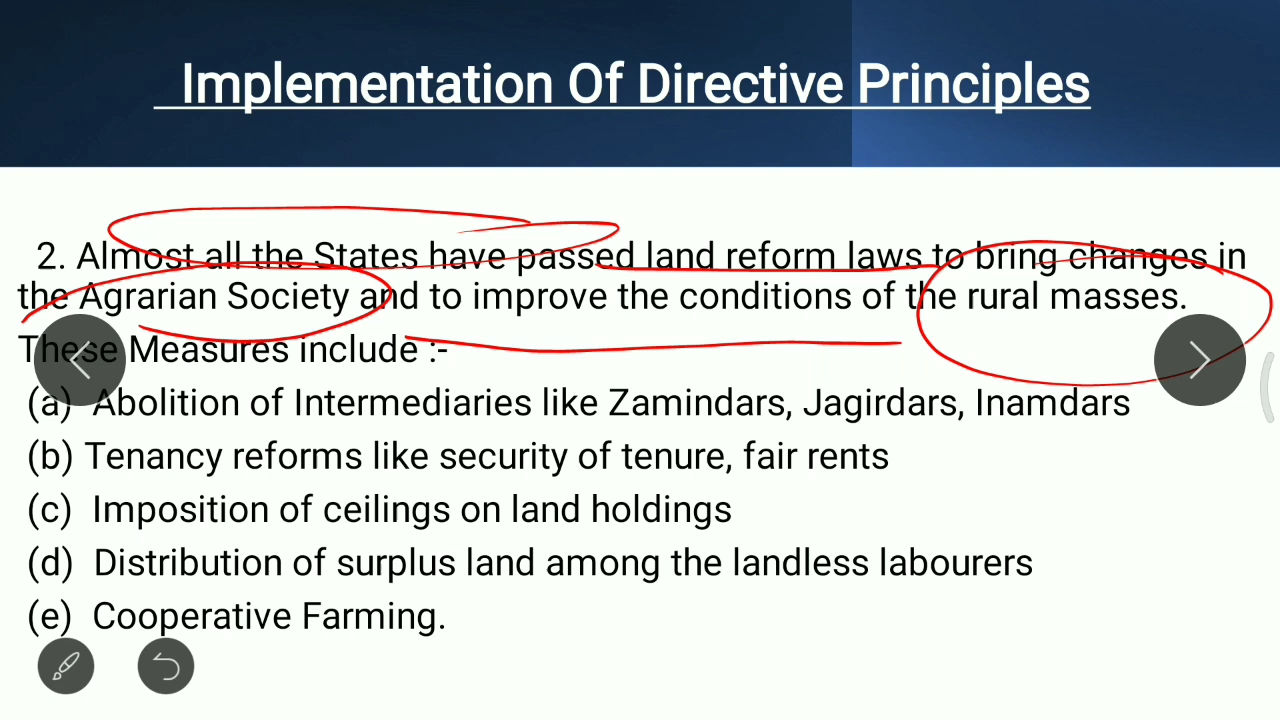 Implementation Of Directive Principles
2. Almost all the States have passed land reform laws to bring changes in
the Agrarian Society and to improve the conditions of the rural masses.
These Measures include :-
(a) Abolition of Intermediaries like Zamindars, Jagirdars, Inamdars
(b) Tenancy reforms like security of tenure, fair rents
(c) Imposition of ceilings on land holdings
(d) Distribution of surplus land among the landless labourers
(e) Cooperative Farming.